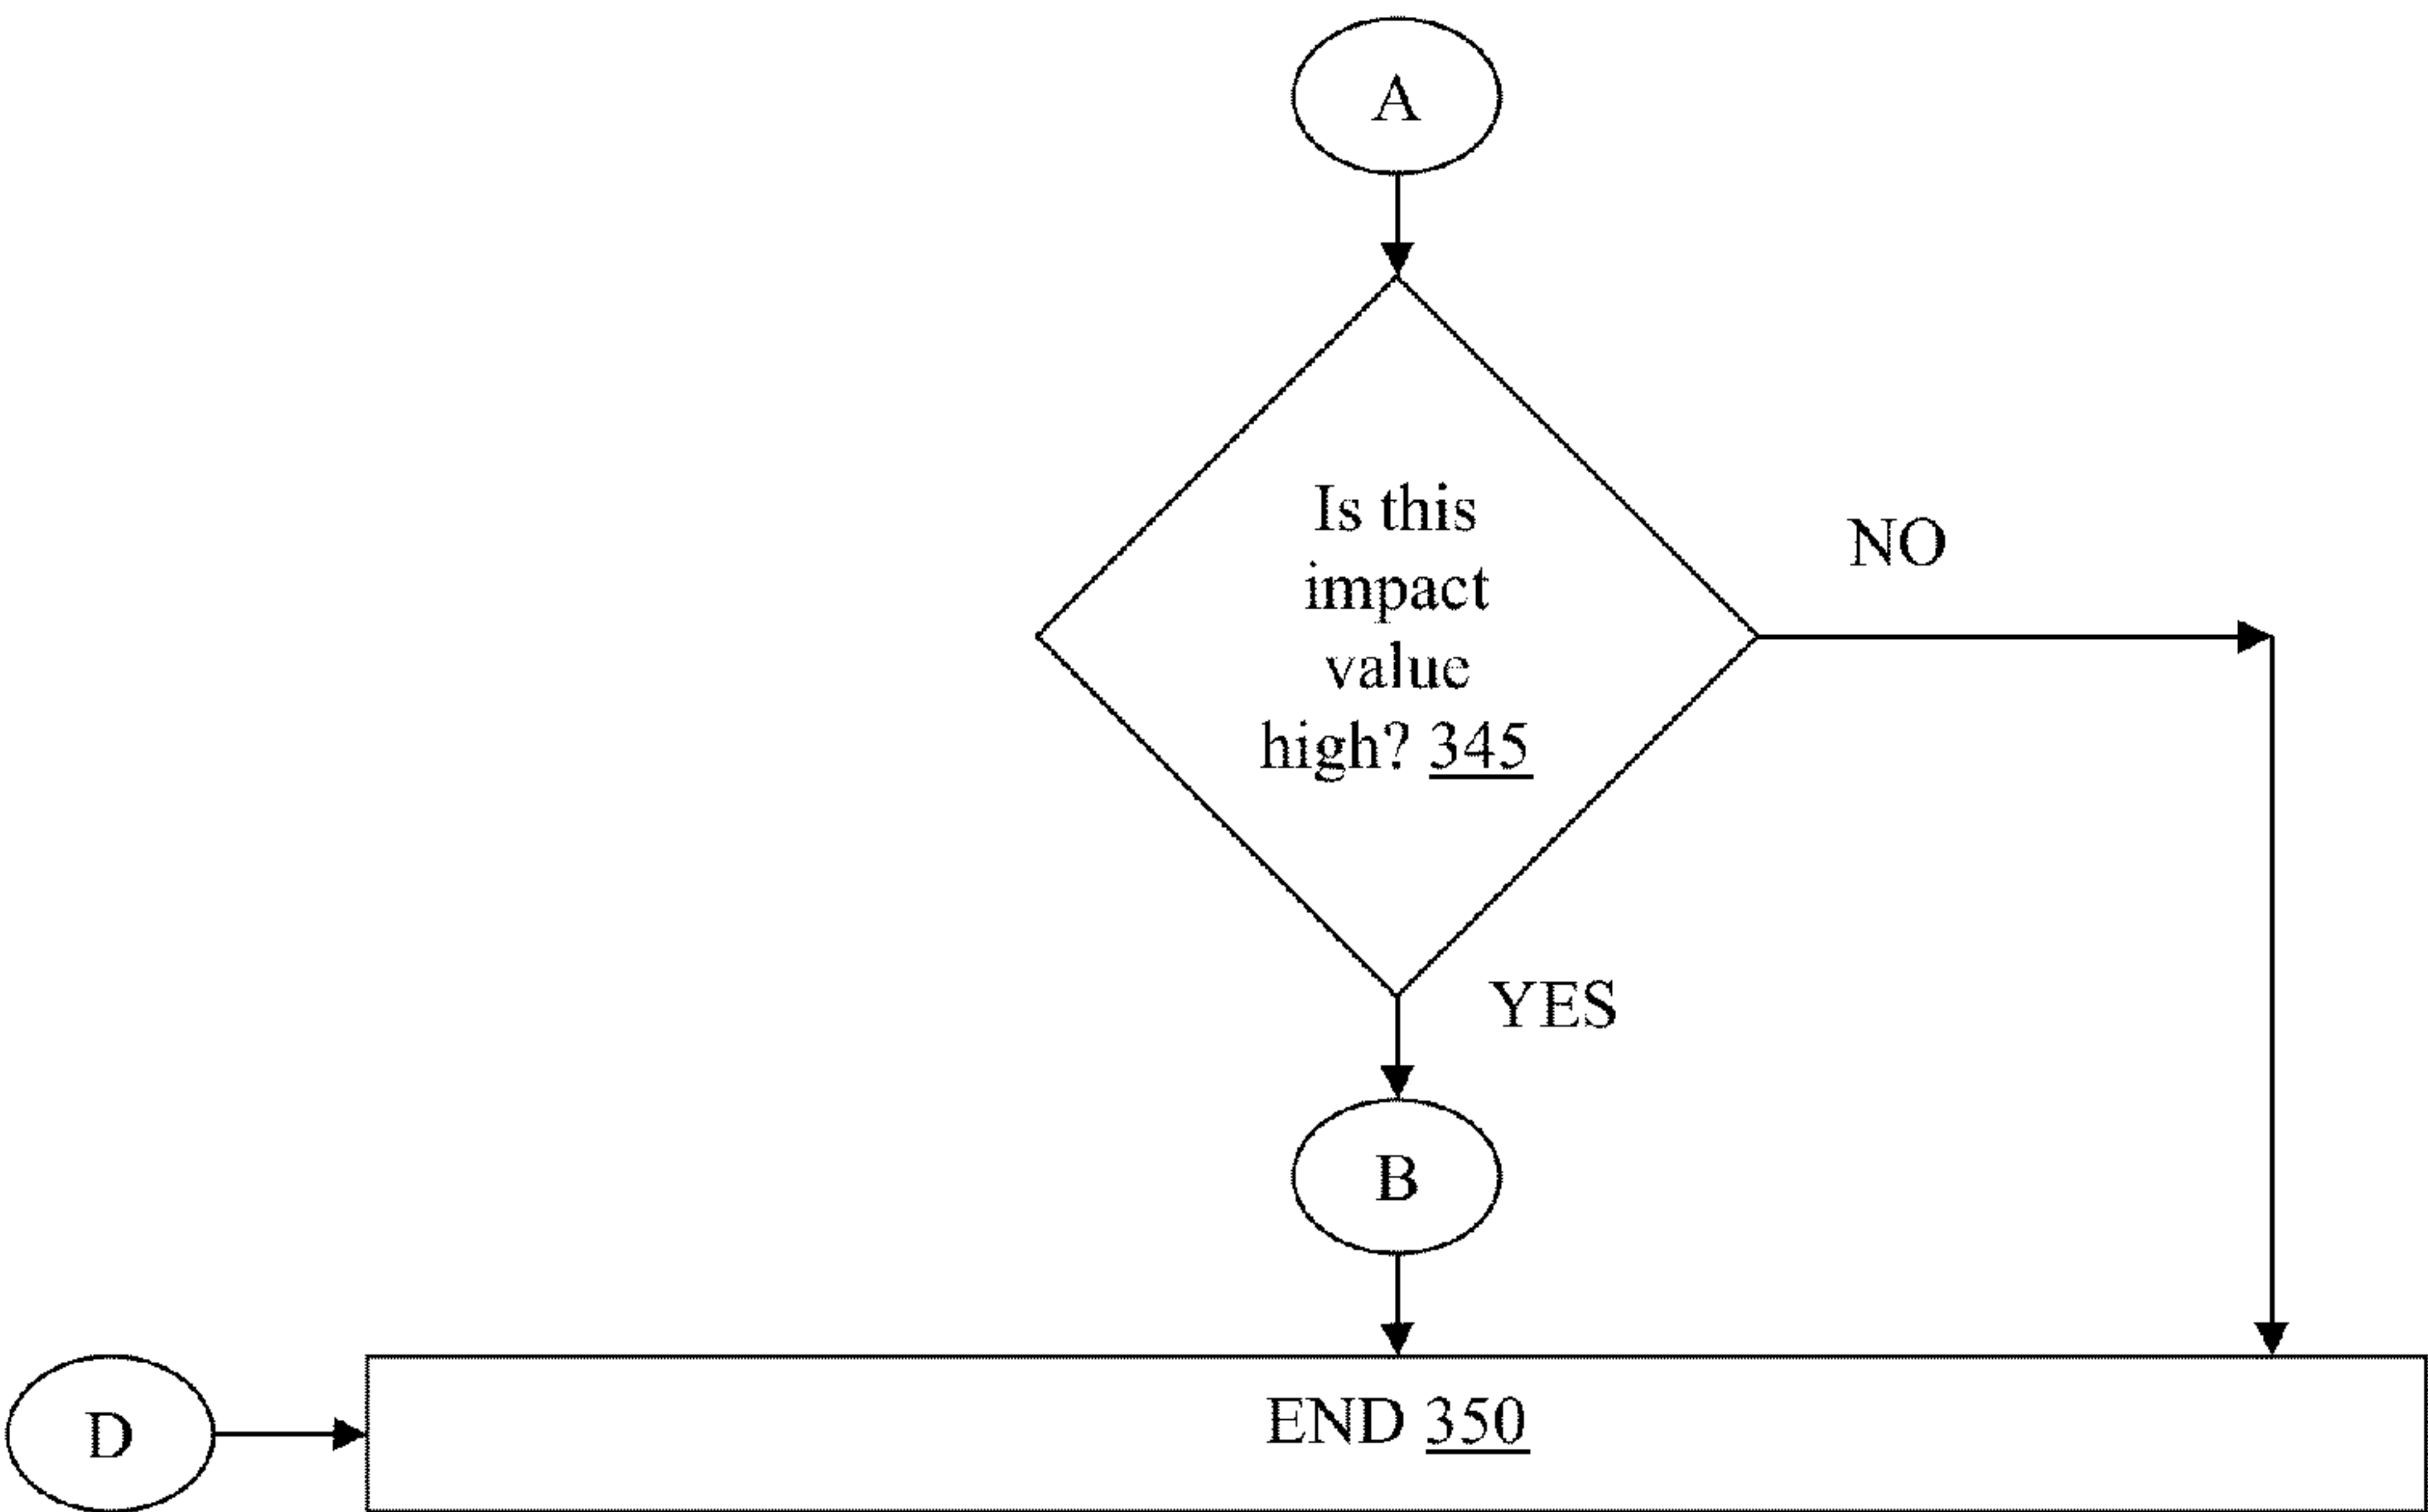 A
Is this
impact
value
high? 345
NO
YES
B
D
END 350